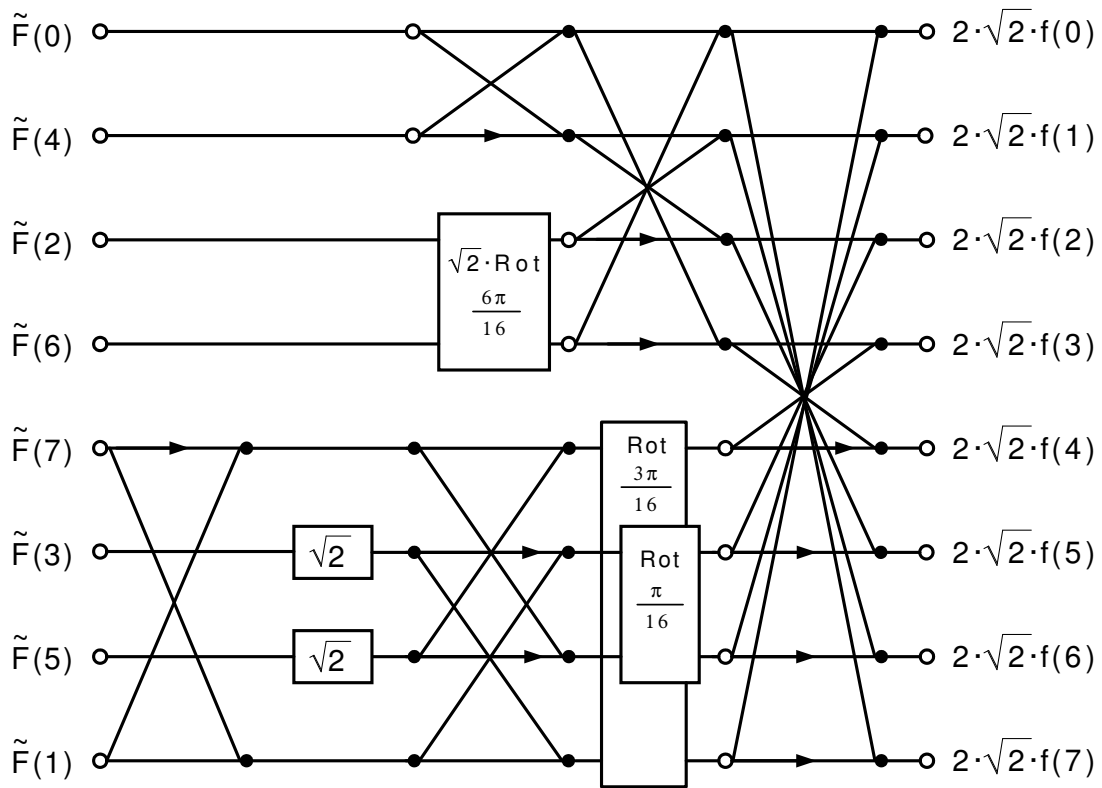 F̃(0) 2·√2·f(0)
F̃(4) 2·√2·f(1)
F̃(2) 2·√2·f(2)
√2·Rot
6π
16
F̃(6) 2·√2·f(3)
F̃(7) 2·√2·f(4)
Rot
3π
16
F̃(3) √2 2·√2·f(5)
Rot
π
16
F̃(5) √2 2·√2·f(6)
F̃(1) 2·√2·f(7)